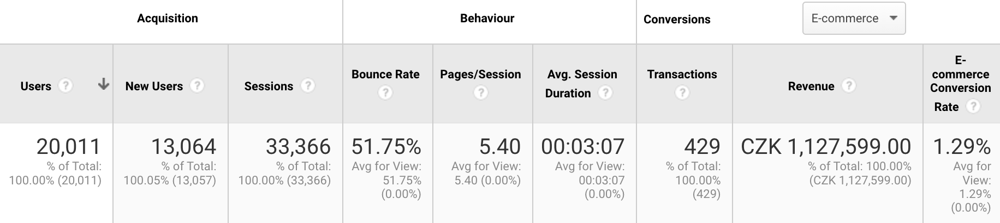 Acquisition
Behaviour
Conversions
E-commerce
Users ?
New Users ?
Sessions ?
Bounce Rate
?
Pages/Session
?
Avg. Session
Duration ?
Transactions
?
Revenue ?
E-
commerce
Conversion
Rate ?
20,011
% of Total:
100.00% (20,011)
13,064
% of Total:
100.05% (13,057)
33,366
% of Total:
100.00% (33,366)
51.75%
Avg for View:
51.75%
(0.00%)
5.40
Avg for View:
5.40 (0.00%)
00:03:07
Avg for View:
00:03:07
(0.00%)
429
% of Total:
100.00%
(429)
CZK 1,127,599.00
% of Total: 100.00%
(CZK 1,127,599.00)
1.29%
Avg for
View:
1.29%
(0.00%)